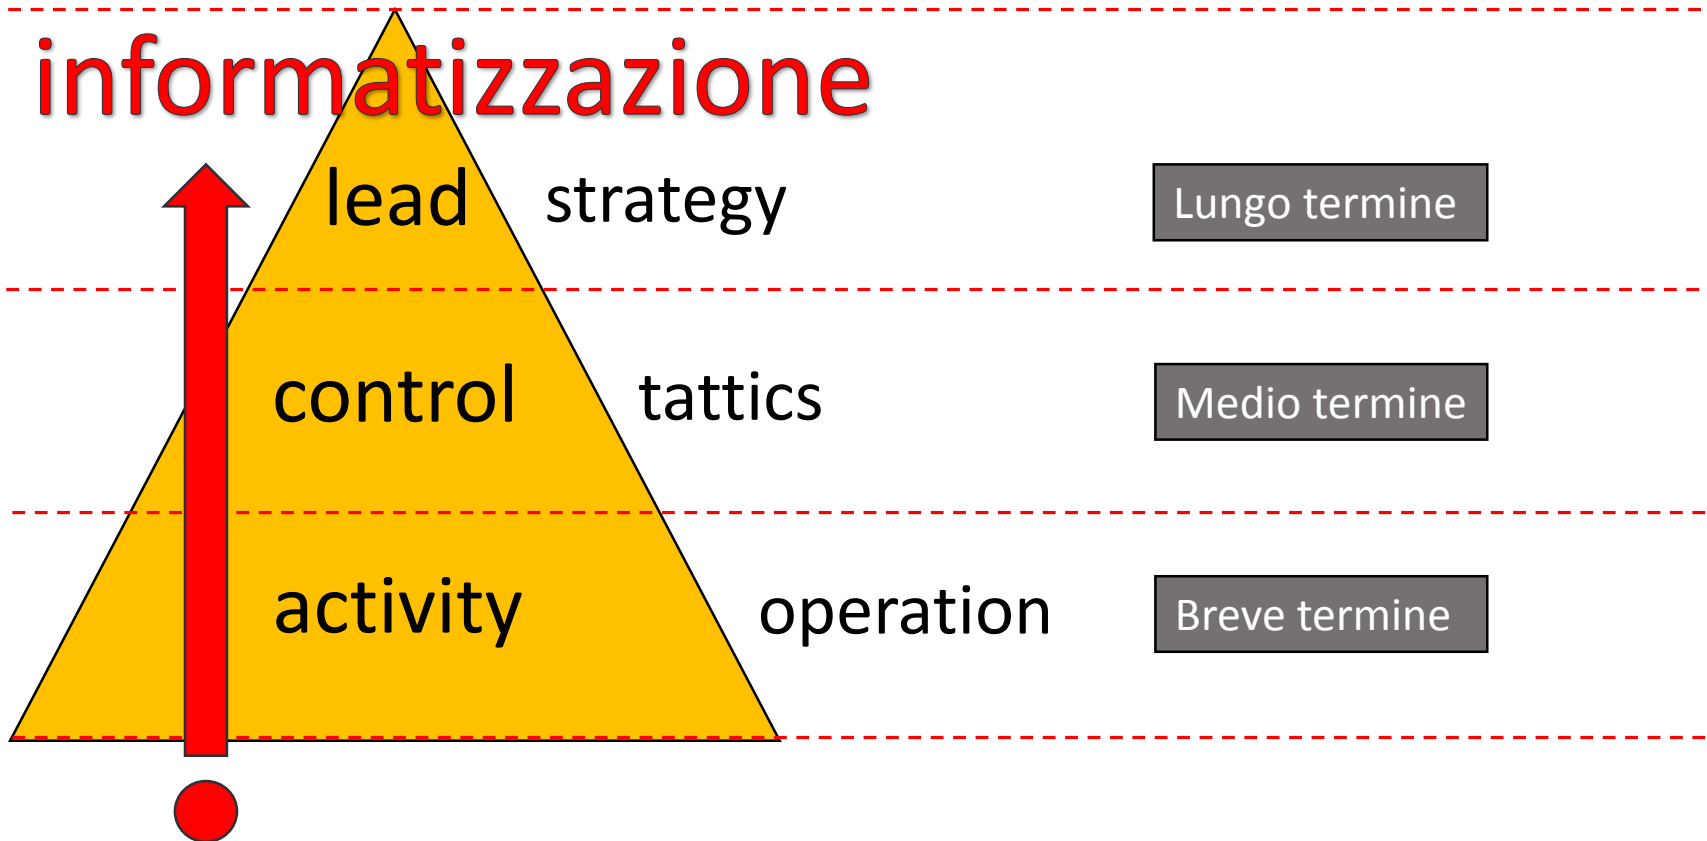 informatizzazione
lead strategy Lungo termine
control tattics Medio termine
activity operation Breve termine